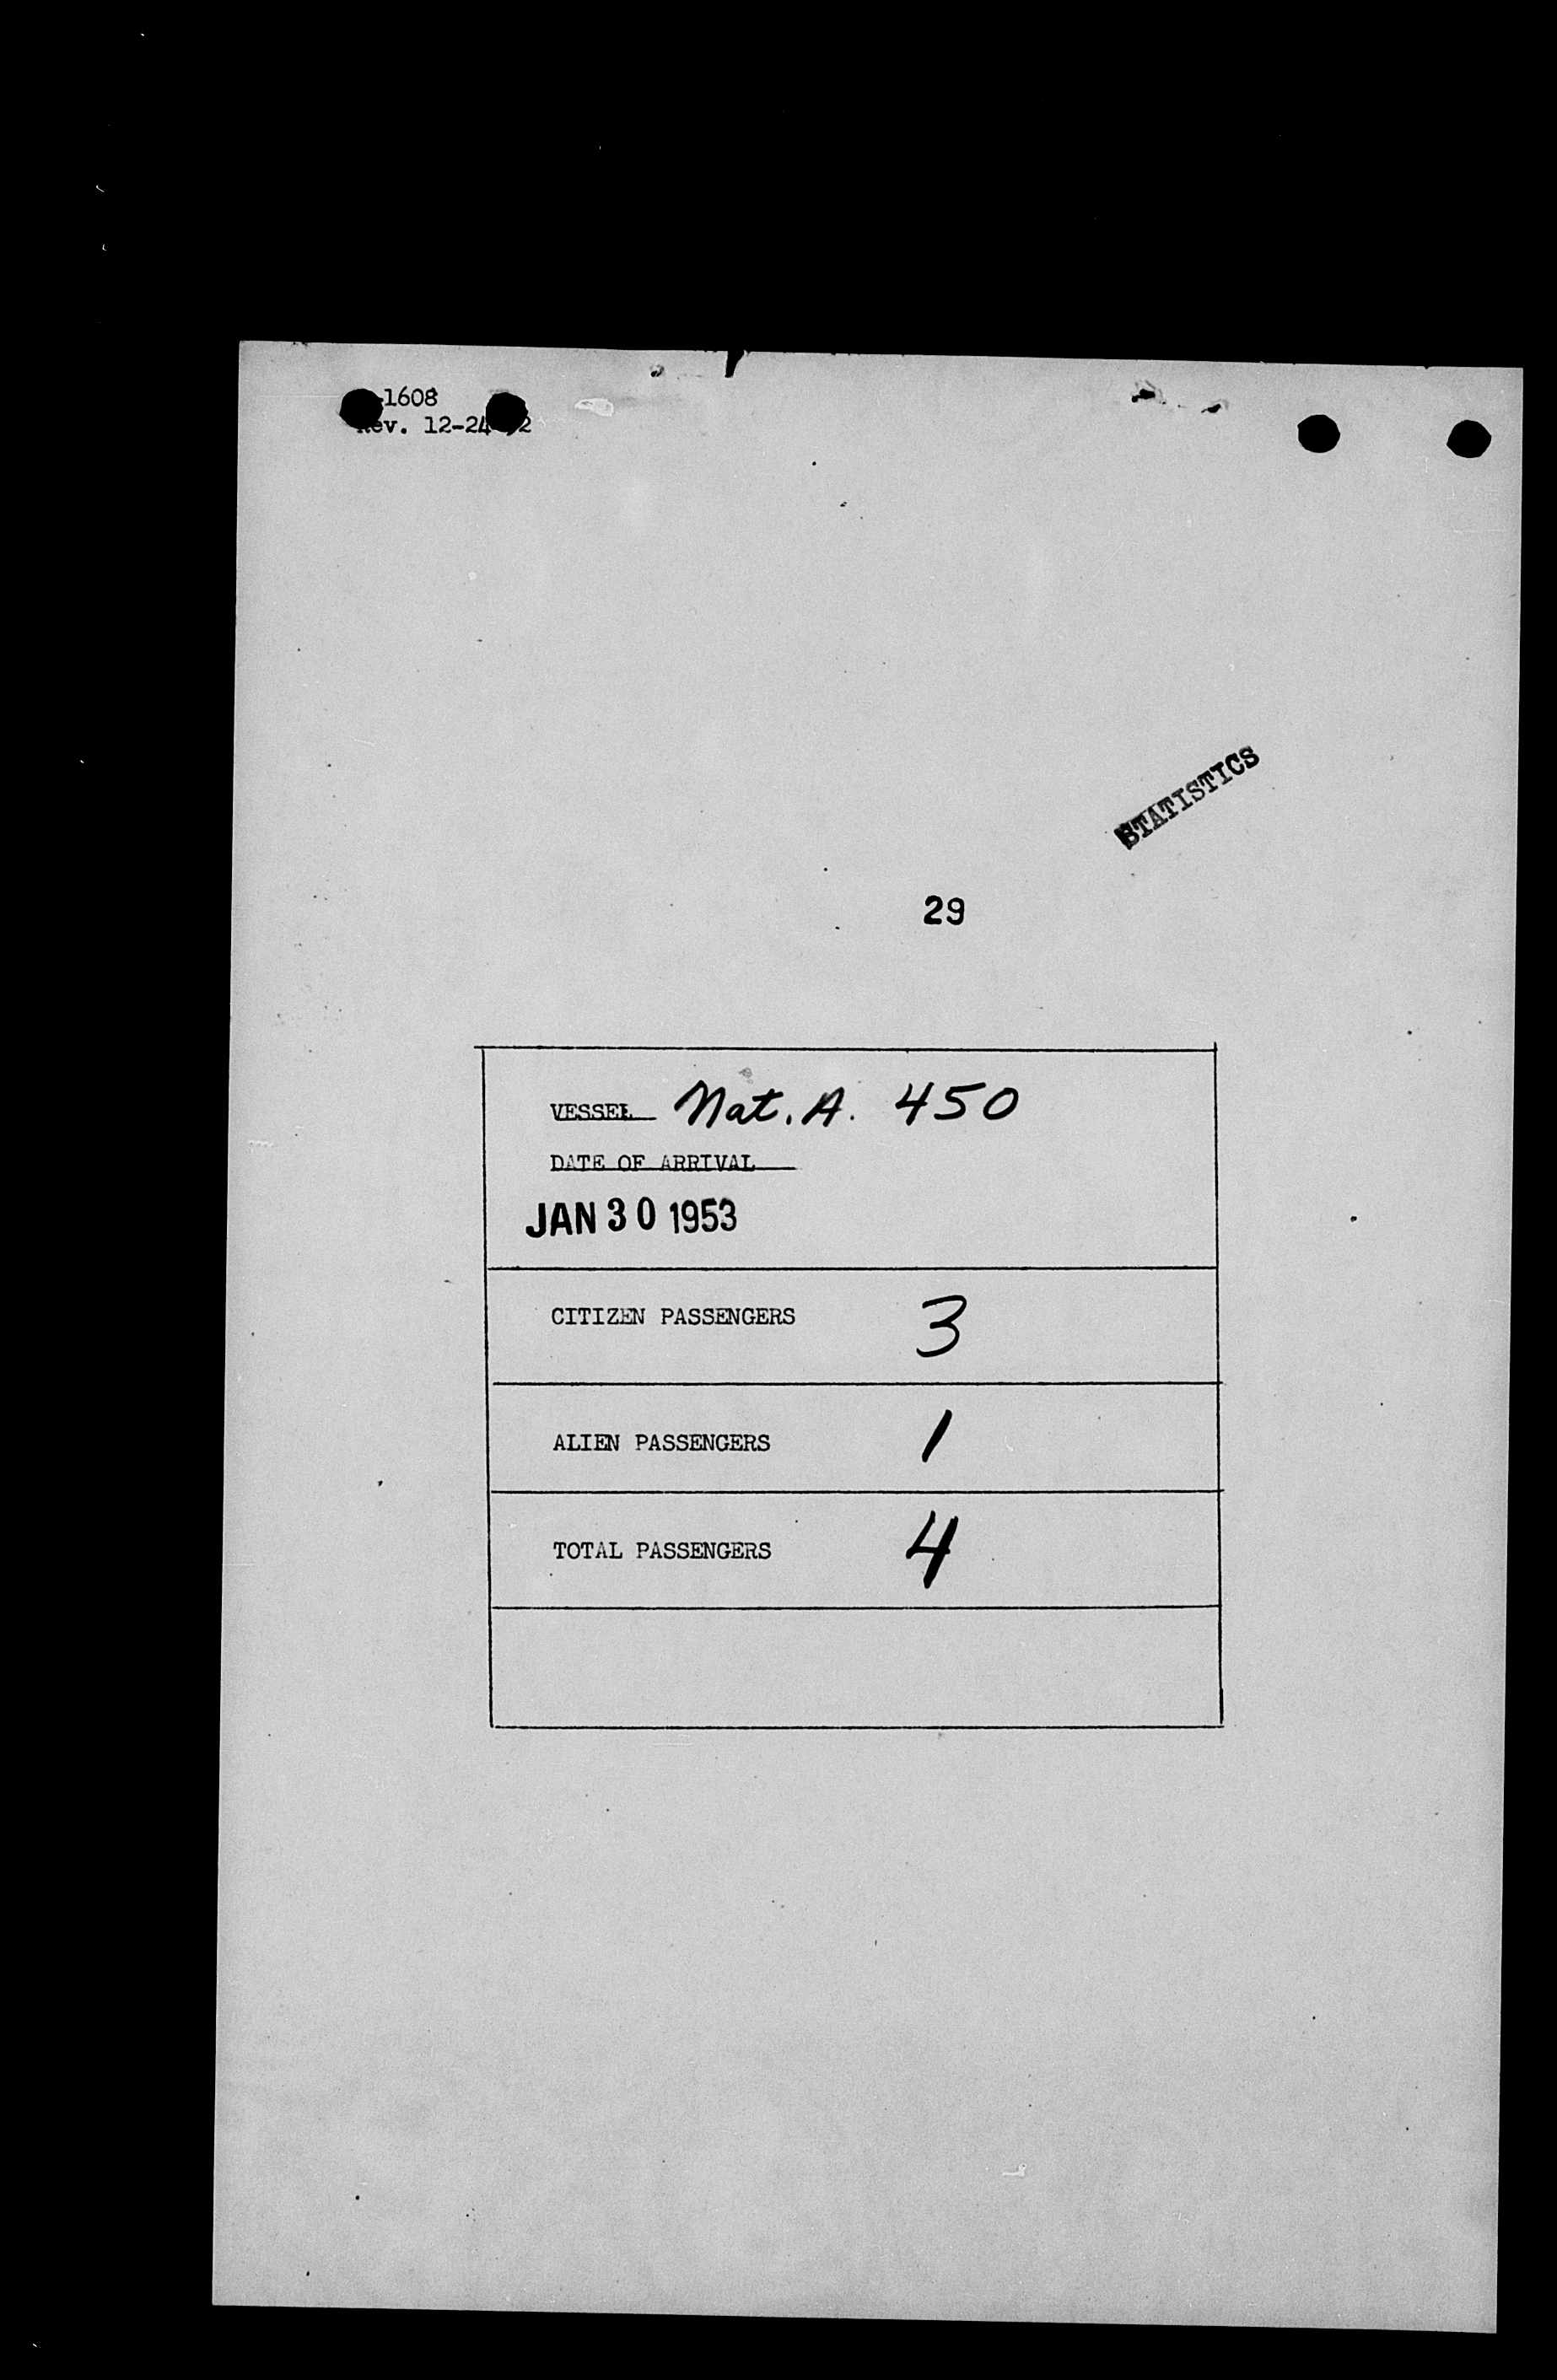 -1608
Rev. 12-24-52
STATISTICS
29
VESSEL Nat. A. 450
DATE OF ARRIVAL
JAN 30 1953
CITIZEN PASSENGERS 3
ALIEN PASSENGERS 1
TOTAL PASSENGERS 4